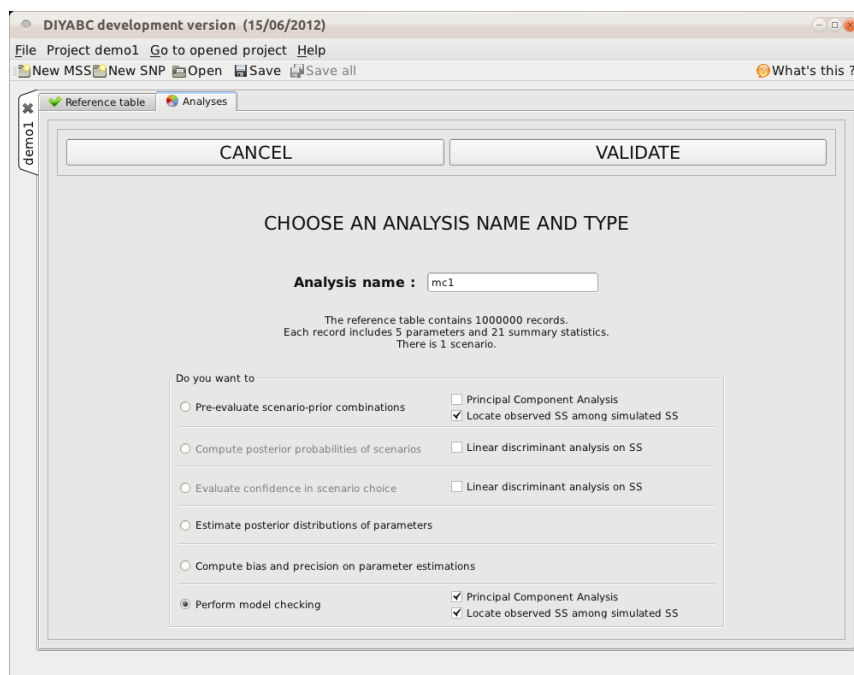 DIYABC development version (15/06/2012)
File Project demo1 Go to opened project Help
New MSS New SNP Open Save Save all What's this ?
demo1
Reference table Analyses
CANCEL VALIDATE
CHOOSE AN ANALYSIS NAME AND TYPE
Analysis name : mc1
The reference table contains 1000000 records.
Each record includes 5 parameters and 21 summary statistics.
There is 1 scenario.
Do you want to
Pre-evaluate scenario-prior combinations
Principal Component Analysis
Locate observed SS among simulated SS
Compute posterior probabilities of scenarios
Linear discriminant analysis on SS
Evaluate confidence in scenario choice
Linear discriminant analysis on SS
Estimate posterior distributions of parameters
Compute bias and precision on parameter estimations
Perform model checking
Principal Component Analysis
Locate observed SS among simulated SS